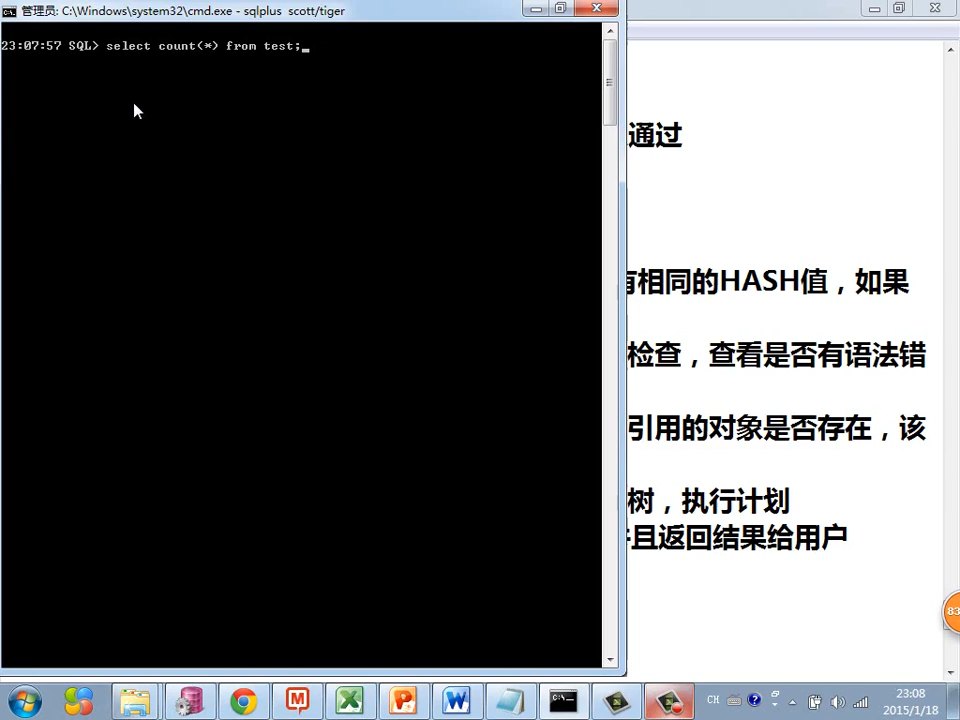 管理员: C:\Windows\system32\cmd.exe - sqlplus  scott/tiger
23:07:57 SQL> select count(*) from test;_
通过
相同的HASH值，如果
检查，查看是否有语法错
引用的对象是否存在，该
树，执行计划
且返回结果给用户
83
CH
23:08
2015/1/18